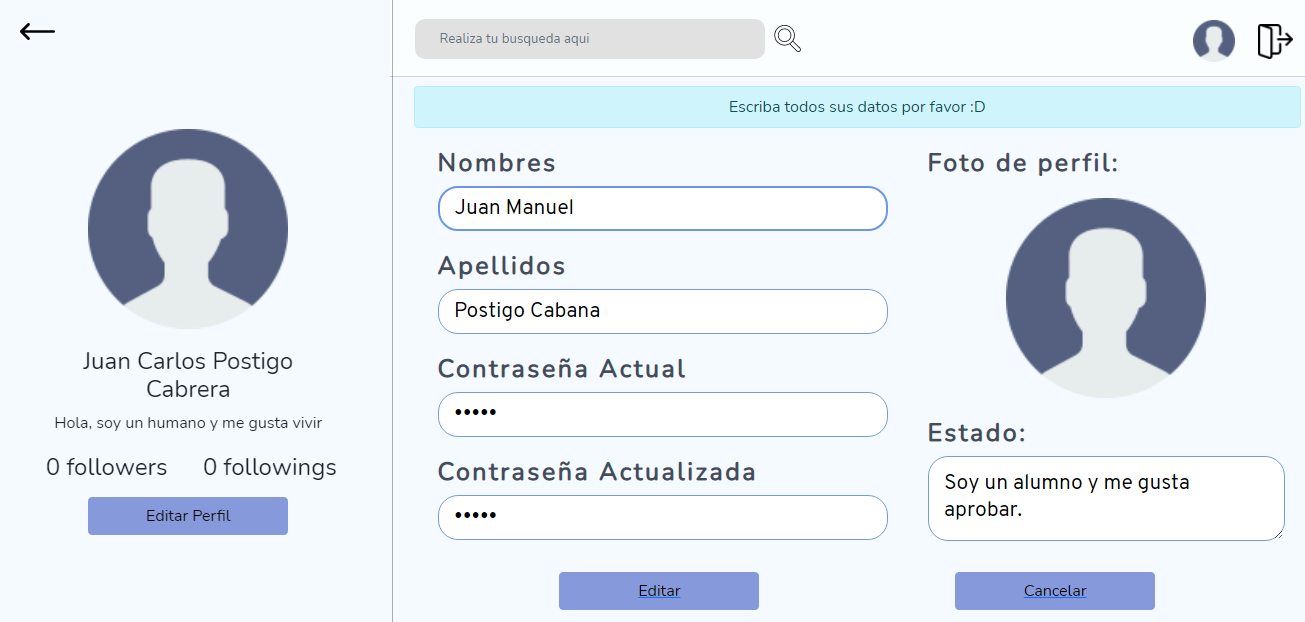 Realiza tu busqueda aqui
Juan Carlos Postigo
Cabrera
Hola, soy un humano y me gusta vivir
0 followers 0 followings
Editar Perfil
Escriba todos sus datos por favor :D
Nombres
Juan Manuel
Apellidos
Postigo Cabana
Contraseña Actual
•••••
Contraseña Actualizada
•••••
Editar
Foto de perfil:
Estado:
Soy un alumno y me gusta
aprobar.
Cancelar